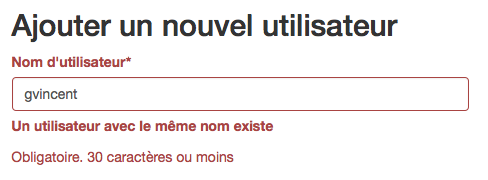 Ajouter un nouvel utilisateur
Nom d'utilisateur*
gvincent
Un utilisateur avec le même nom existe
Obligatoire. 30 caractères ou moins